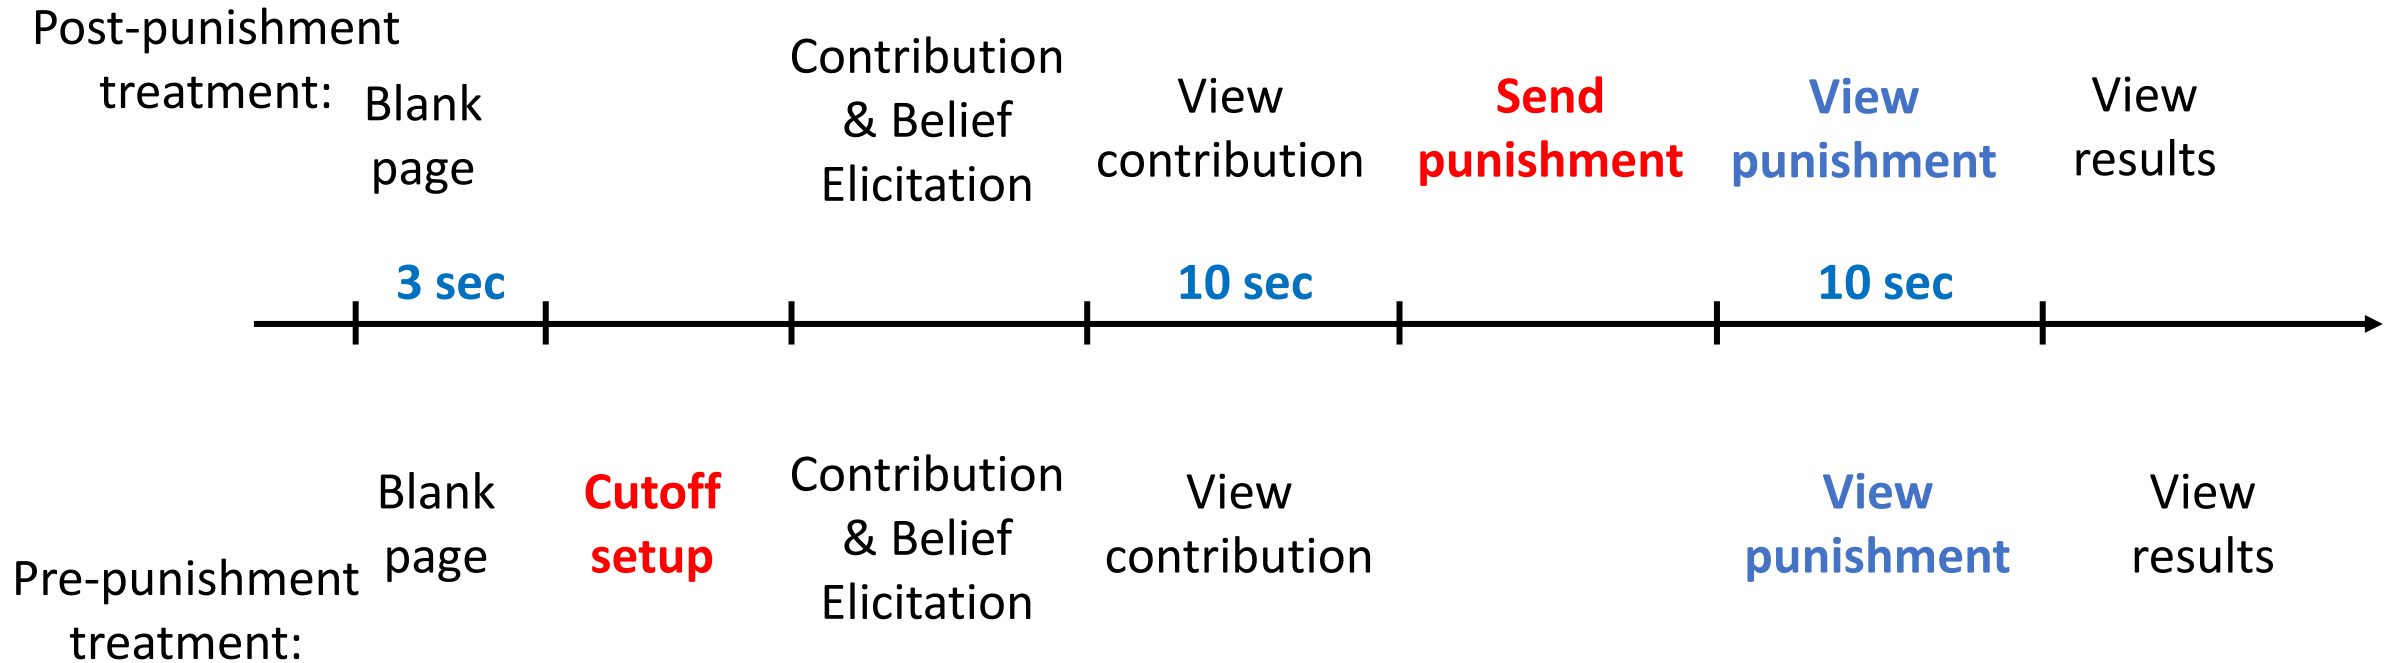 Post-punishment
treatment:
Blank
page
Contribution
& Belief
Elicitation
View
contribution
Send
punishment
View
punishment
View
results
3 sec
10 sec
10 sec
Pre-punishment
treatment:
Blank
page
Cutoff
setup
Contribution
& Belief
Elicitation
View
contribution
View
punishment
View
results